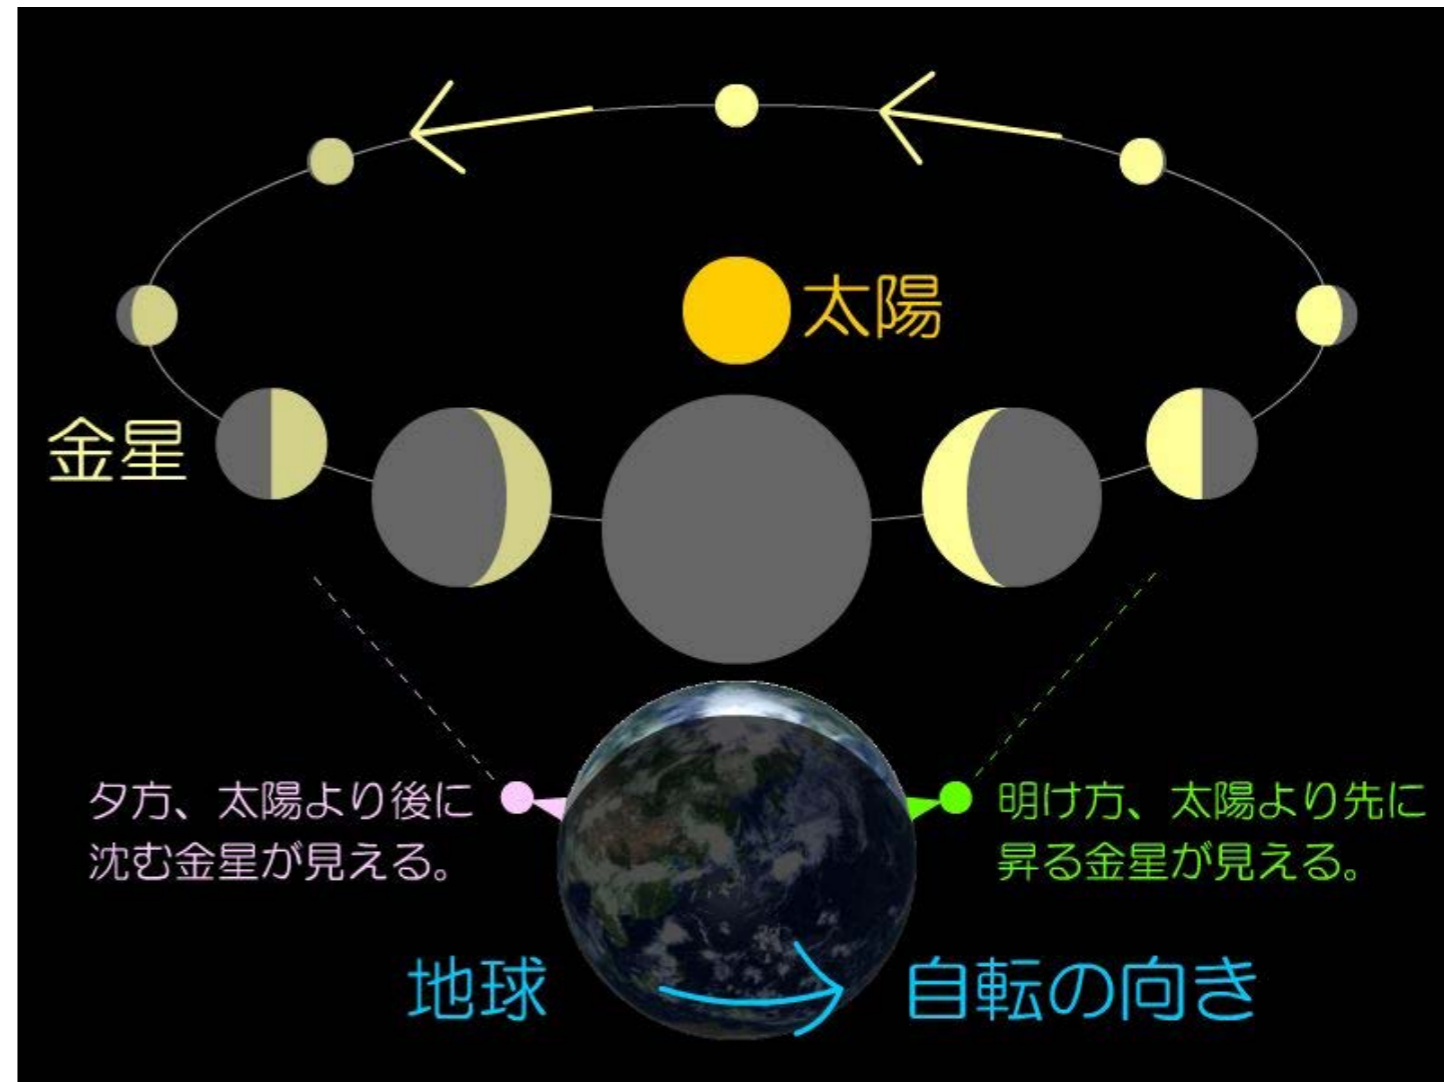 太陽
金星
夕方、太陽より後に
沈む金星が見える。
明け方、太陽より先に
昇る金星が見える。
地球
自転の向き